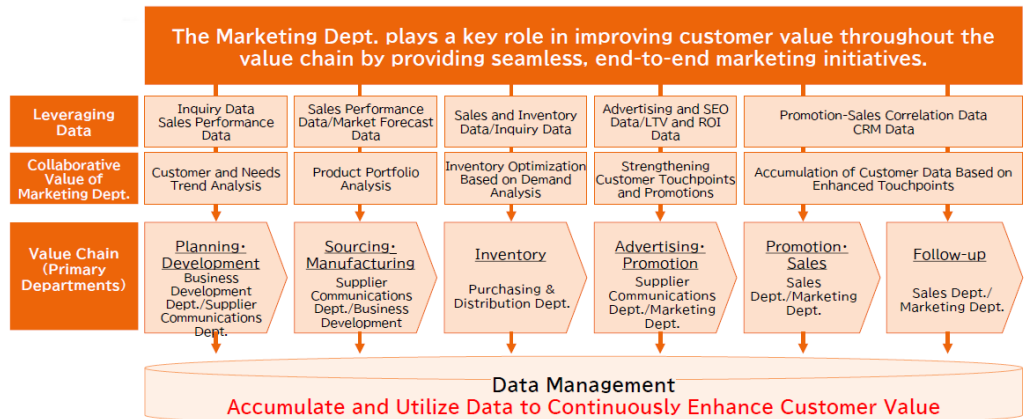 The Marketing Dept. plays a key role in improving customer value throughout the
value chain by providing seamless, end-to-end marketing initiatives.
Leveraging
Data
Inquiry Data
Sales Performance
Data
Sales Performance
Data/Market Forecast
Data
Sales and Inventory
Data/Inquiry Data
Advertising and SEO
Data/LTV and ROI
Data
Promotion-Sales Correlation Data
CRM Data
Collaborative
Value of
Marketing Dept.
Customer and Needs
Trend Analysis
Product Portfolio
Analysis
Inventory Optimization
Based on Demand
Analysis
Strengthening
Customer Touchpoints
and Promotions
Accumulation of Customer Data Based on
Enhanced Touchpoints
Value Chain
(Primary
Departments)
Planning・
Development
Business
Development
Dept./Supplier
Communications
Dept.
Sourcing・
Manufacturing
Supplier
Communications
Dept./Business
Development
Inventory
Purchasing &
Distribution Dept.
Advertising・
Promotion
Supplier
Communications
Dept./Marketing
Dept.
Promotion・
Sales
Sales
Dept./Marketing
Dept.
Follow-up
Sales Dept./
Marketing Dept.
Data Management
Accumulate and Utilize Data to Continuously Enhance Customer Value